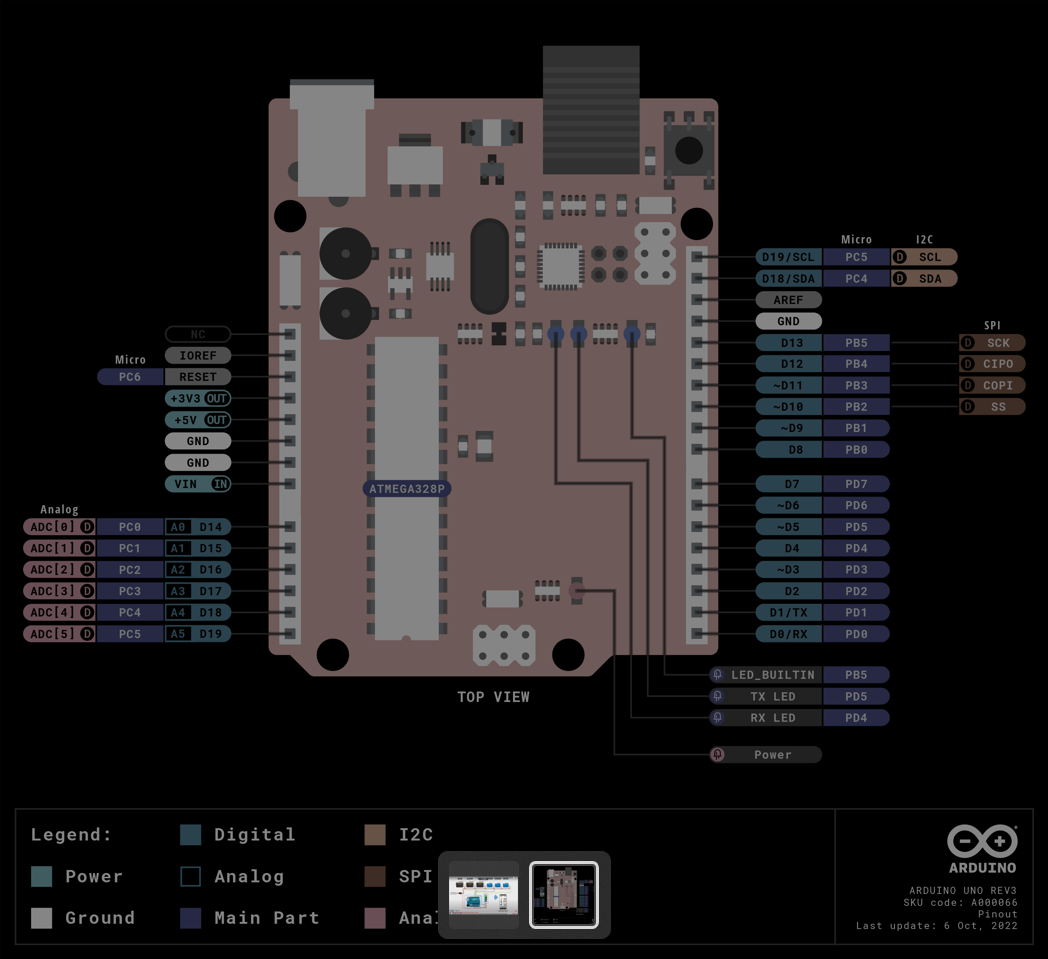 Micro I2C
D19/SCL PC5 D SCL
D18/SDA PC4 D SDA
AREF
GND
SPI
D13 PB5 D SCK
D12 PB4 D CIPO
~D11 PB3 D COPI
~D10 PB2 D SS
~D9 PB1
D8 PB0
D7 PD7
~D6 PD6
~D5 PD5
D4 PD4
~D3 PD3
D2 PD2
D1/TX PD1
D0/RX PD0
LED_BUILTIN PB5
TX LED PD5
RX LED PD4
Power
NC
IOREF
Micro
PC6 RESET
+3V3 OUT
+5V OUT
GND
GND
VIN IN
Analog
ADC[0] D PC0 A0 D14
ADC[1] D PC1 A1 D15
ADC[2] D PC2 A2 D16
ADC[3] D PC3 A3 D17
ADC[4] D PC4 A4 D18
ADC[5] D PC5 A5 D19
ATMEGA328P
TOP VIEW
Legend:
Digital
I2C
Power
Analog
SPI
Ground
Main Part
ARDUINO
ARDUINO UNO REV3
SKU code: A000066
Pinout
Last update: 6 Oct, 2022